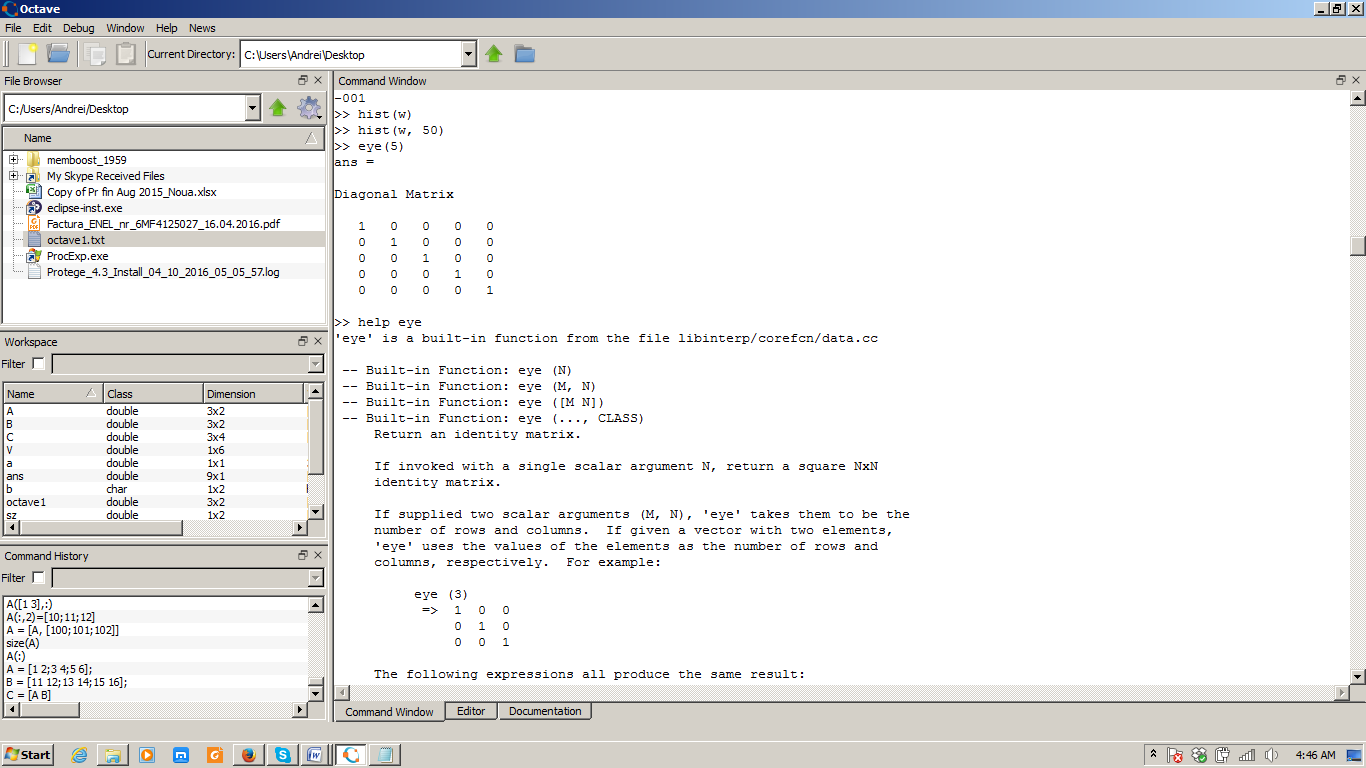 Octave
File Edit Debug Window Help News
Current Directory: C:\Users\Andrei\Desktop
File Browser
C:/Users/Andrei/Desktop
Name
memboost_1959
My Skype Received Files
Copy of Pr fin Aug 2015_Noua.xlsx
eclipse-inst.exe
Factura_ENEL_nr_6MF4125027_16.04.2016.pdf
octave1.txt
ProcExp.exe
Protege_4.3_Install_04_10_2016_05_05_57.log
Workspace
Filter
Name Class Dimension
A double 3x2
B double 3x2
C double 3x4
V double 1x6
a double 1x1
ans double 9x1
b char 1x2
octave1 double 3x2
sz double 1x2
Command History
Filter
A([1 3],:)
A(:,2)=[10;11;12]
A = [A, [100;101;102]]
size(A)
A(:)
A = [1 2;3 4;5 6];
B = [11 12;13 14;15 16];
C = [A B]
Command Window
-001
>> hist(w)
>> hist(w, 50)
>> eye(5)
ans =
Diagonal Matrix
1 0 0 0 0
0 1 0 0 0
0 0 1 0 0
0 0 0 1 0
0 0 0 0 1
>> help eye
'eye' is a built-in function from the file libinterp/corefcn/data.cc
-- Built-in Function: eye (N)
-- Built-in Function: eye (M, N)
-- Built-in Function: eye ([M N])
-- Built-in Function: eye (..., CLASS)
Return an identity matrix.
If invoked with a single scalar argument N, return a square NxN
identity matrix.
If supplied two scalar arguments (M, N), 'eye' takes them to be the
number of rows and columns.  If given a vector with two elements,
'eye' uses the values of the elements as the number of rows and
columns, respectively.  For example:
eye (3)
=> 1 0 0
0 1 0
0 0 1
The following expressions all produce the same result:
Command Window Editor Documentation
Start
4:46 AM